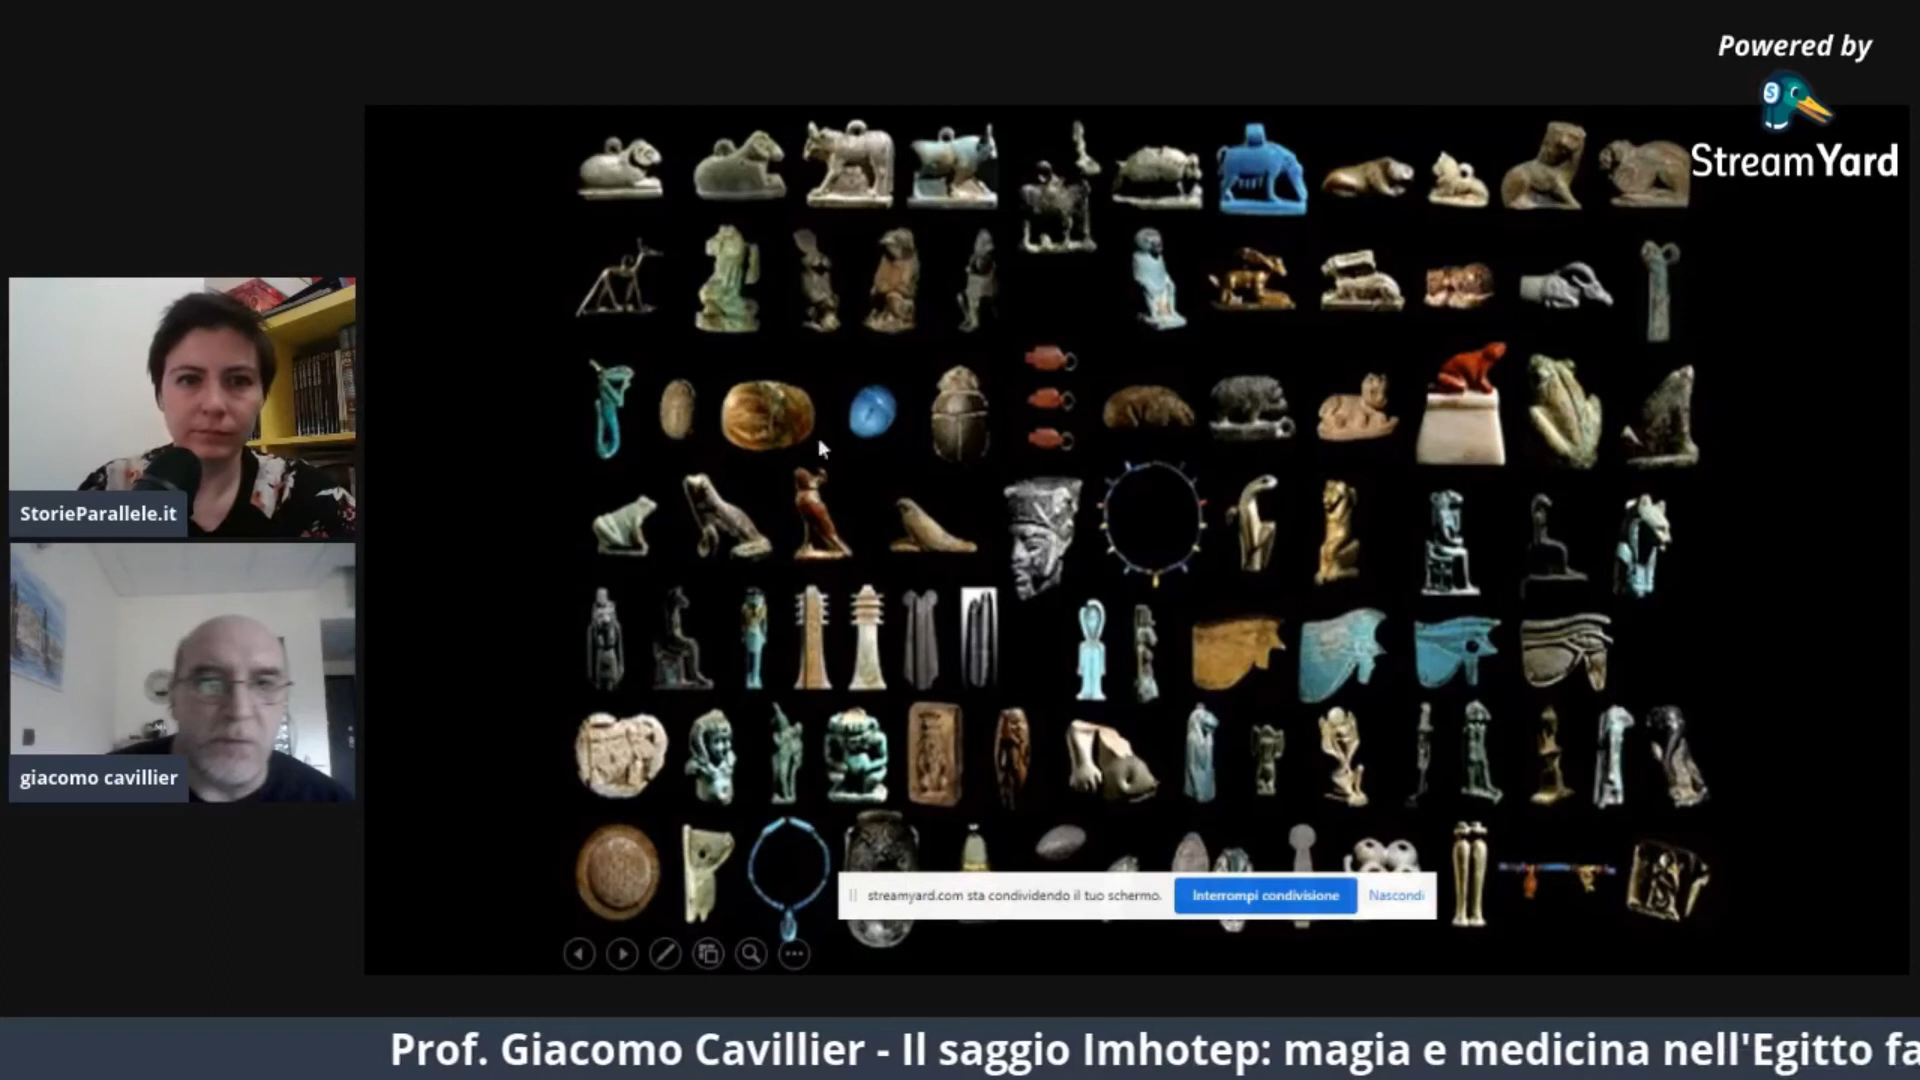 Powered by
StreamYard
StorieParallele.it
giacomo cavillier
streamyard.com sta condividendo il tuo schermo.
Interrompi condivisione
Nascondi
Prof. Giacomo Cavillier - Il saggio Imhotep: magia e medicina nell'Egitto fa